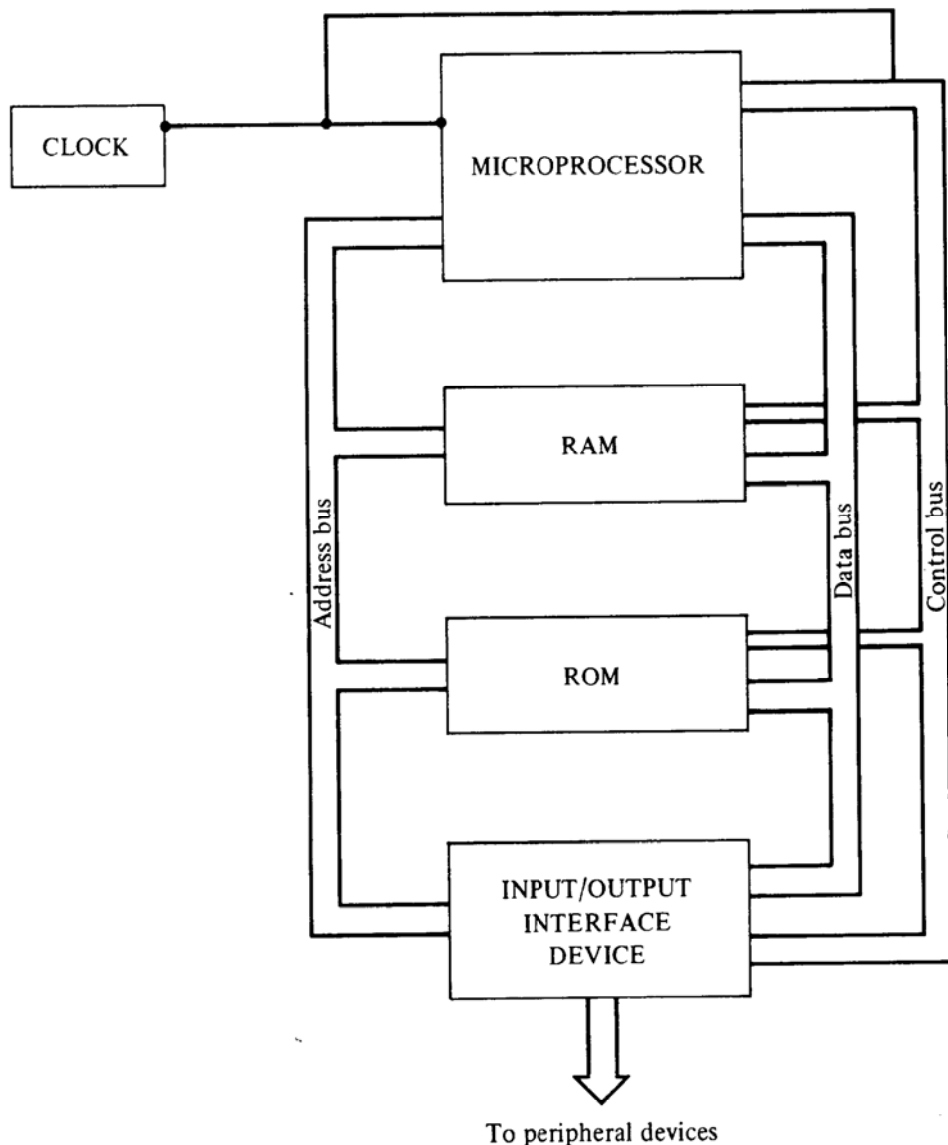 CLOCK
MICROPROCESSOR
RAM
Address bus
Data bus
Control bus
ROM
INPUT/OUTPUT
INTERFACE
DEVICE
To peripheral devices